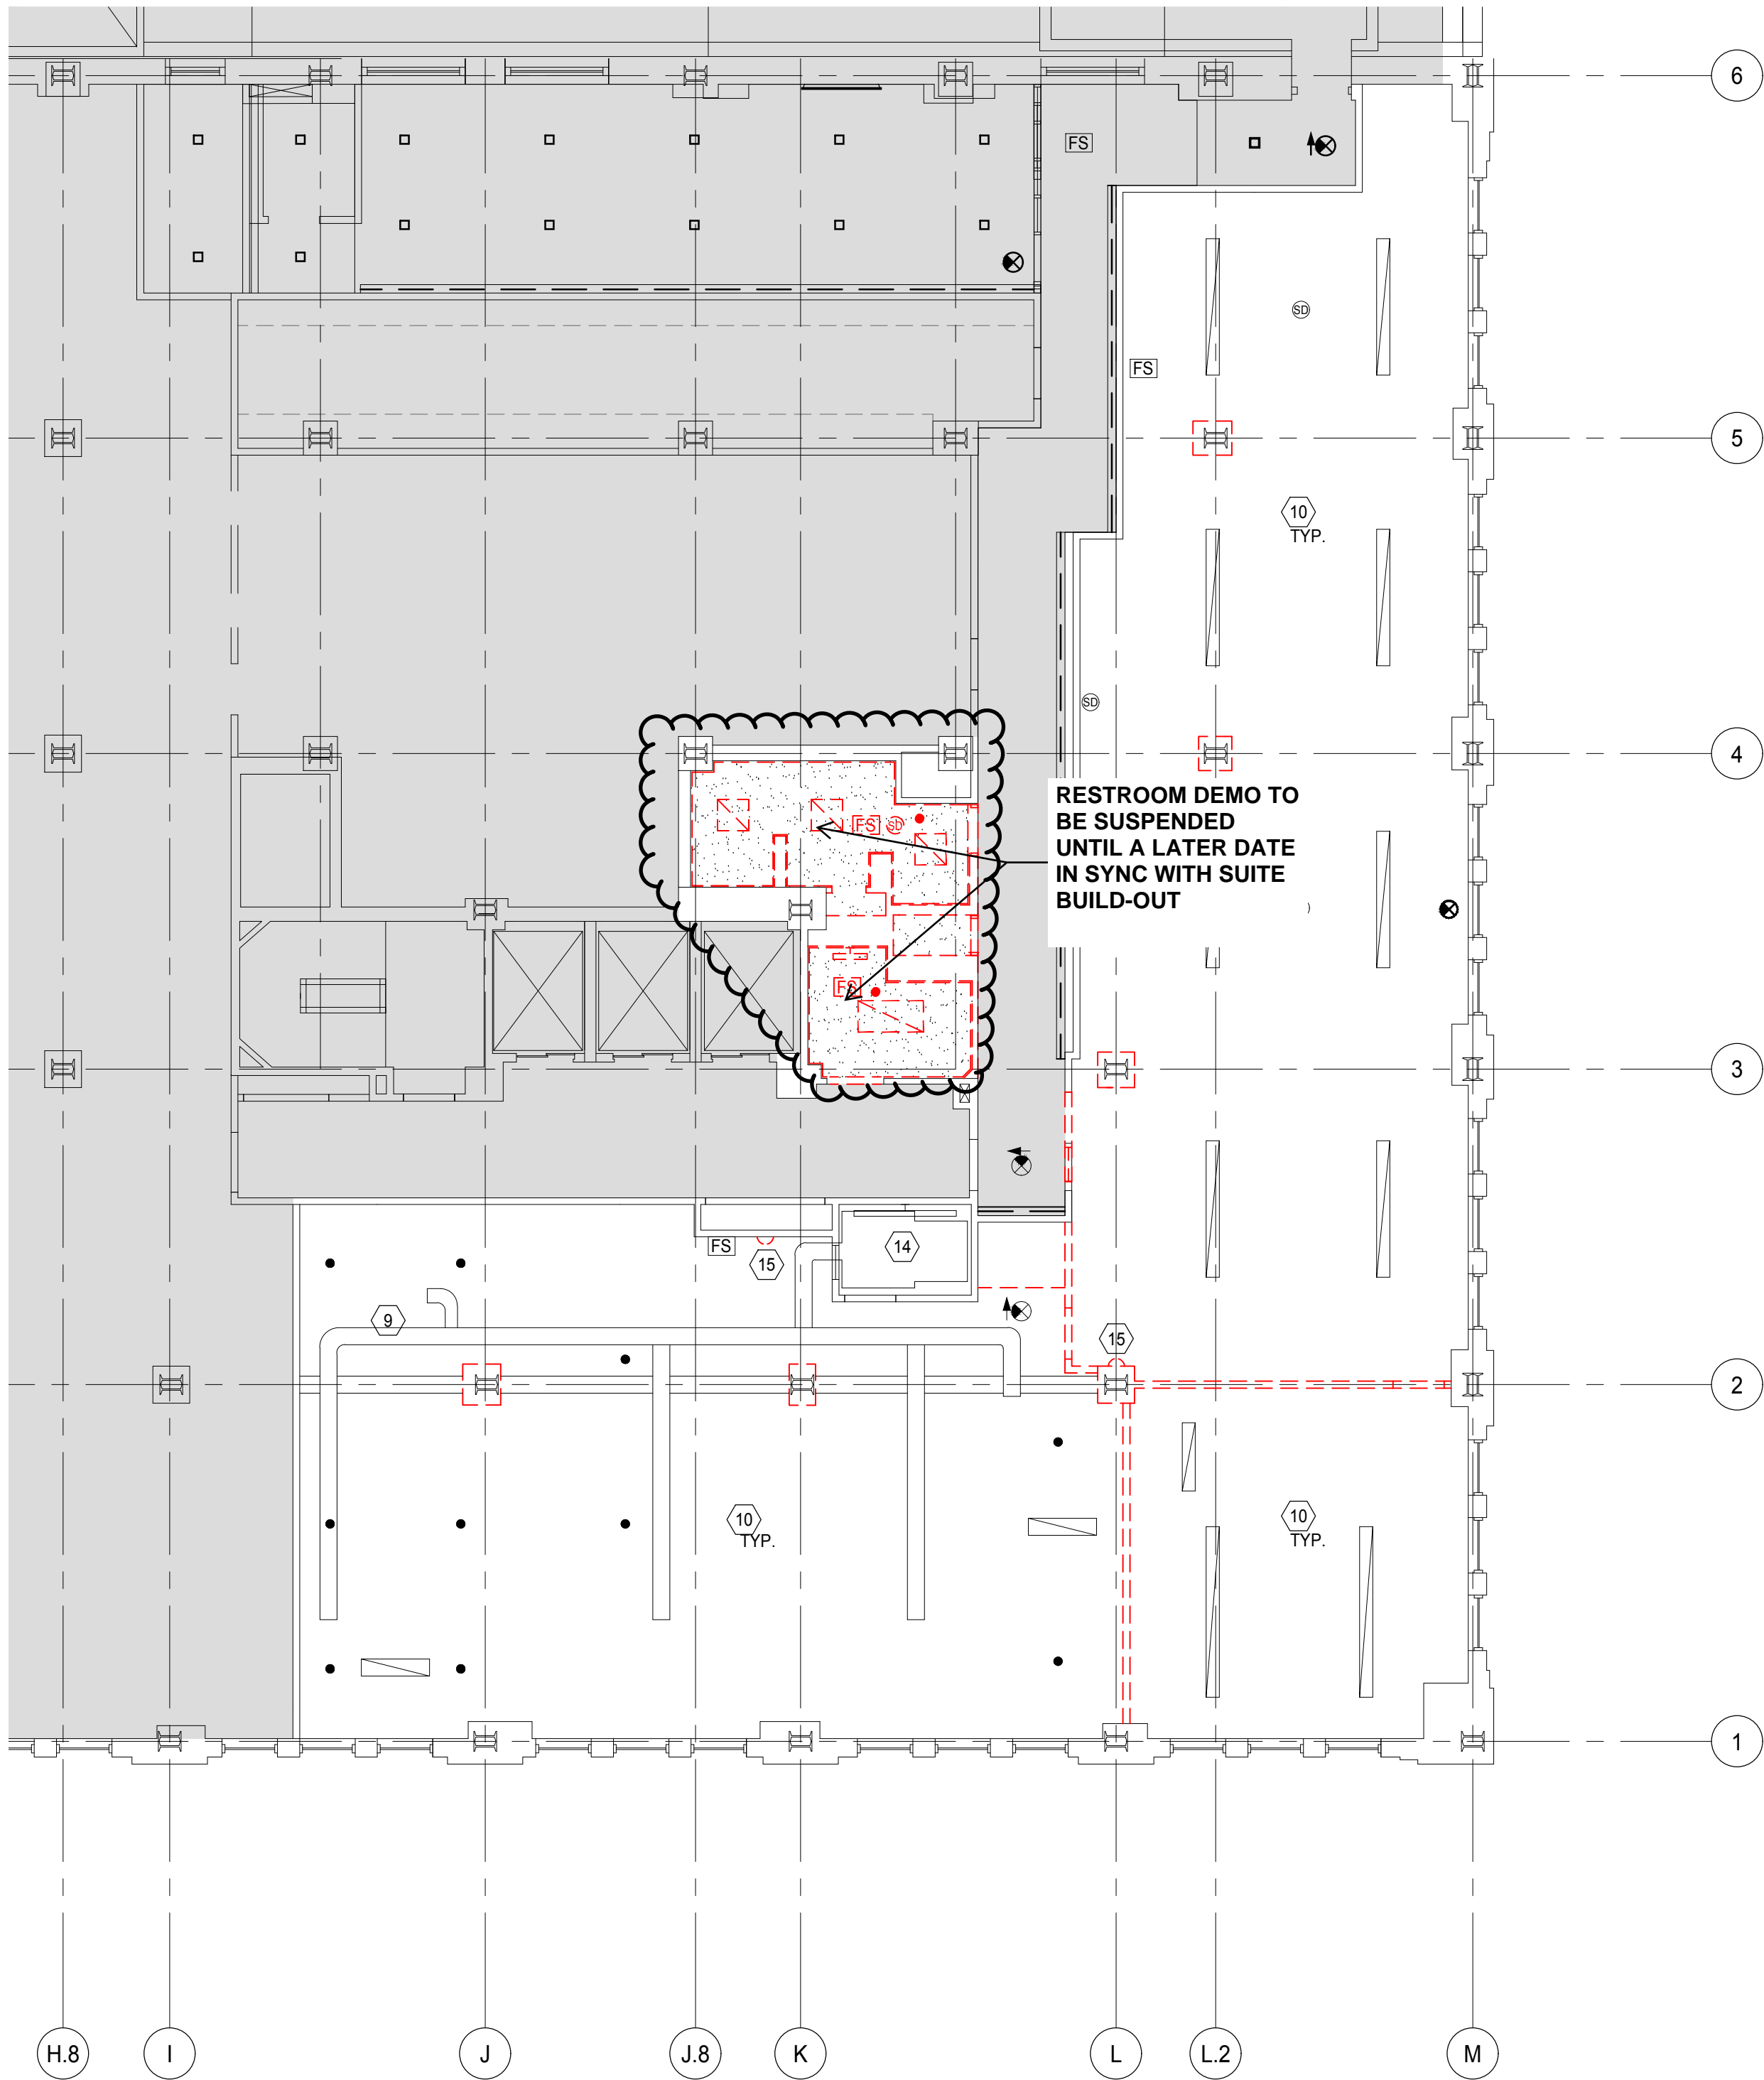 6
FS
SD
FS
5
10
TYP.
SD
4
RESTROOM DEMO TO
BE SUSPENDED
UNTIL A LATER DATE
IN SYNC WITH SUITE
BUILD-OUT
FS
SD
FS
3
FS
15
14
9
15
2
10
TYP.
10
TYP.
1
H.8
I
J
J.8
K
L
L.2
M